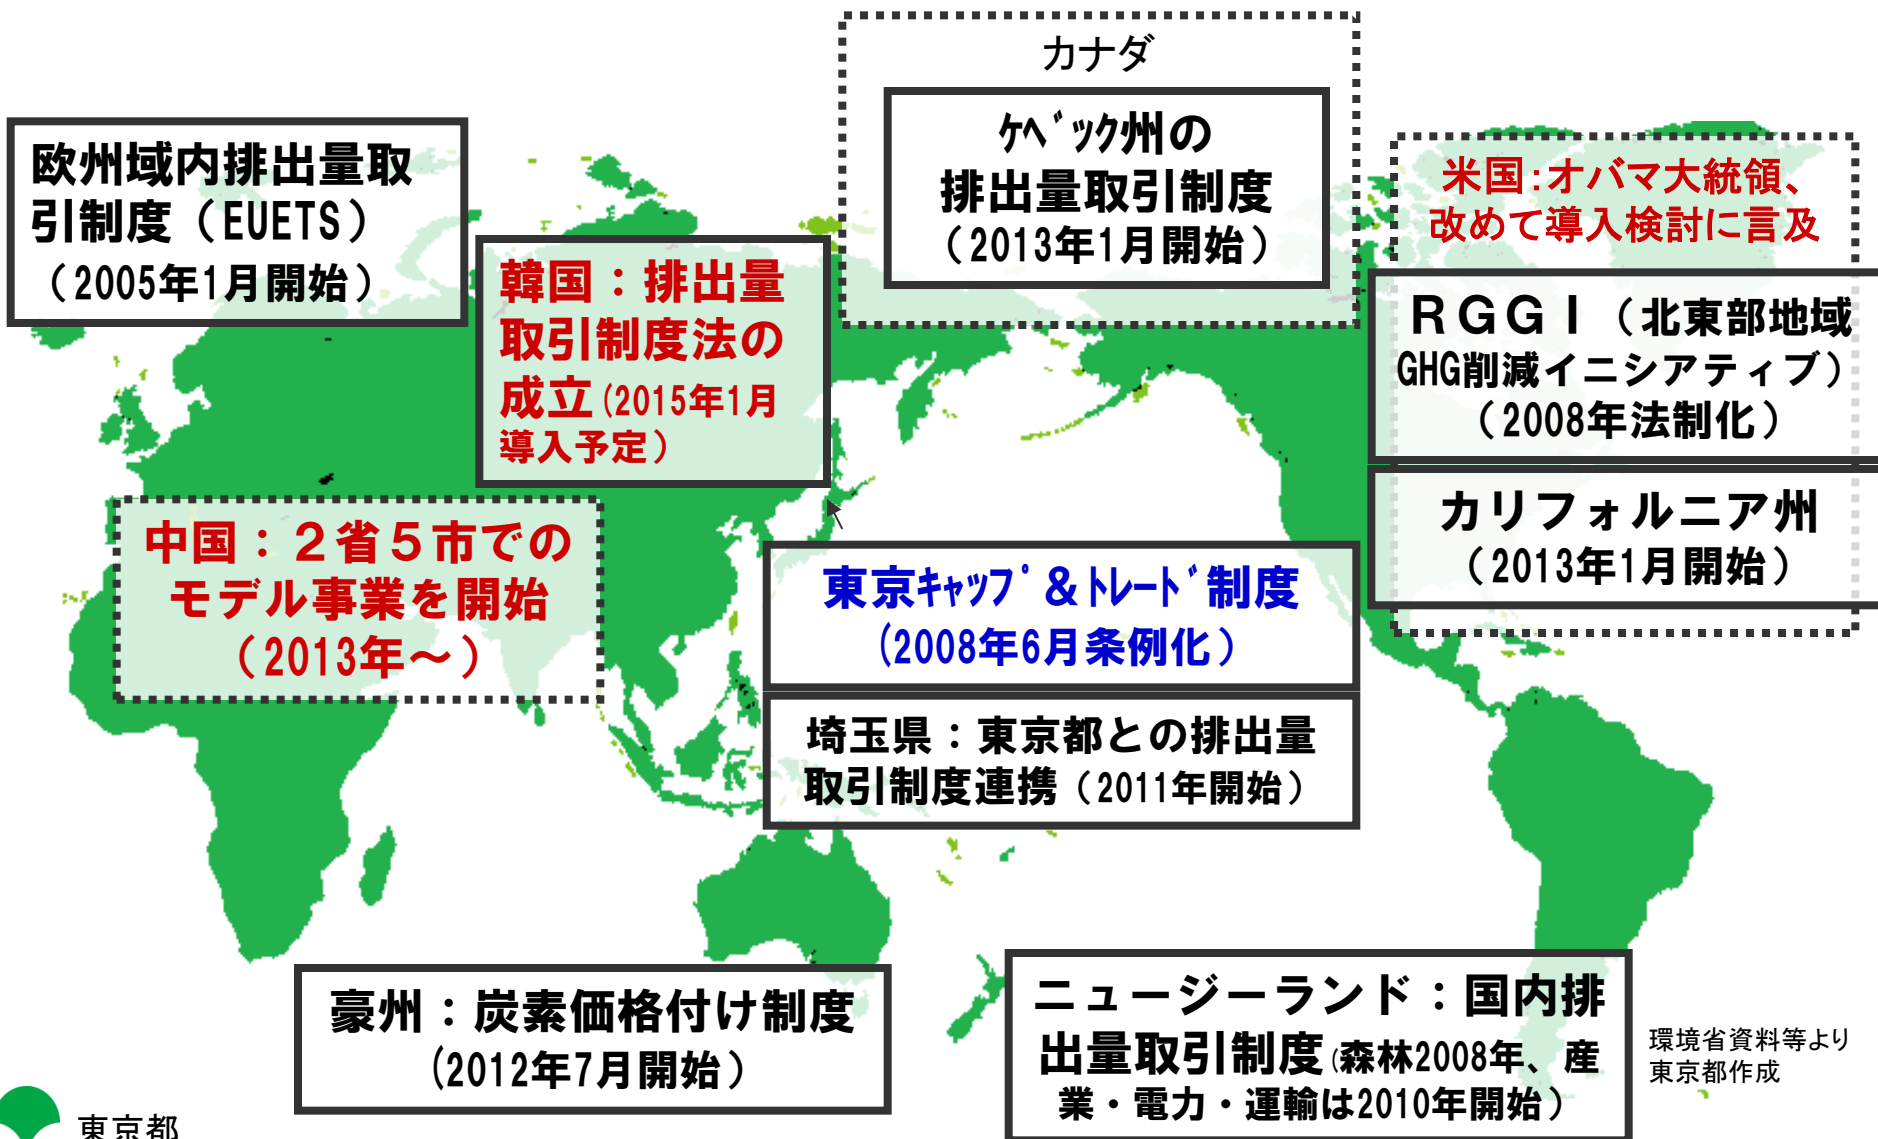 カナダ
ケベック州の
排出量取引制度
（2013年1月開始）
欧州域内排出量取
引制度（EUETS）
（2005年1月開始）
米国：オバマ大統領、
改めて導入検討に言及
韓国：排出量
取引制度法の
成立（2015年1月
導入予定）
ＲＧＧＩ（北東部地域
GHG削減イニシアティブ）
（2008年法制化）
カリフォルニア州
（2013年1月開始）
中国：２省５市での
モデル事業を開始
（2013年～）
東京キャップ＆トレード制度
（2008年6月条例化）
埼玉県：東京都との排出量
取引制度連携（2011年開始）
豪州：炭素価格付け制度
（2012年7月開始）
ニュージーランド：国内排
出量取引制度（森林2008年、産
業・電力・運輸は2010年開始）
環境省資料等より
東京都作成
東京都